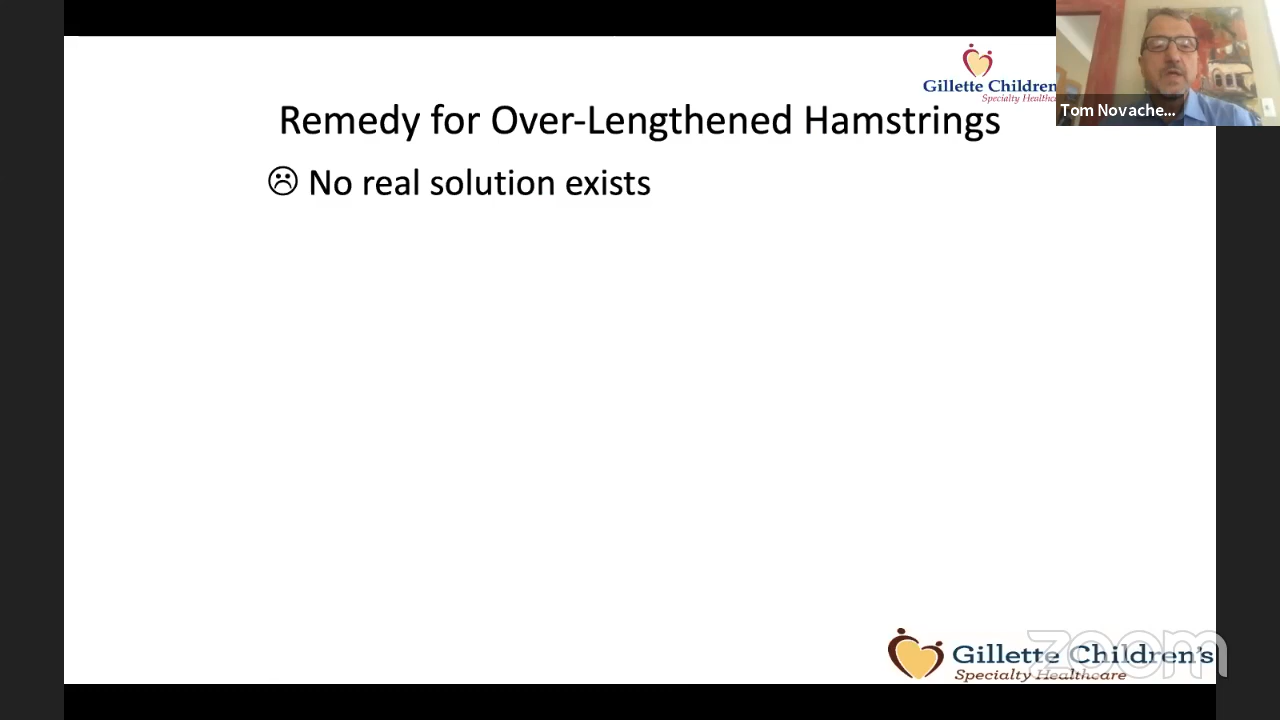 Gillette Children
Specialty Healthca
Tom Novache...
Remedy for Over-Lengthened Hamstrings
☹ No real solution exists
Gillette Children's
Specialty Healthcare
zoom